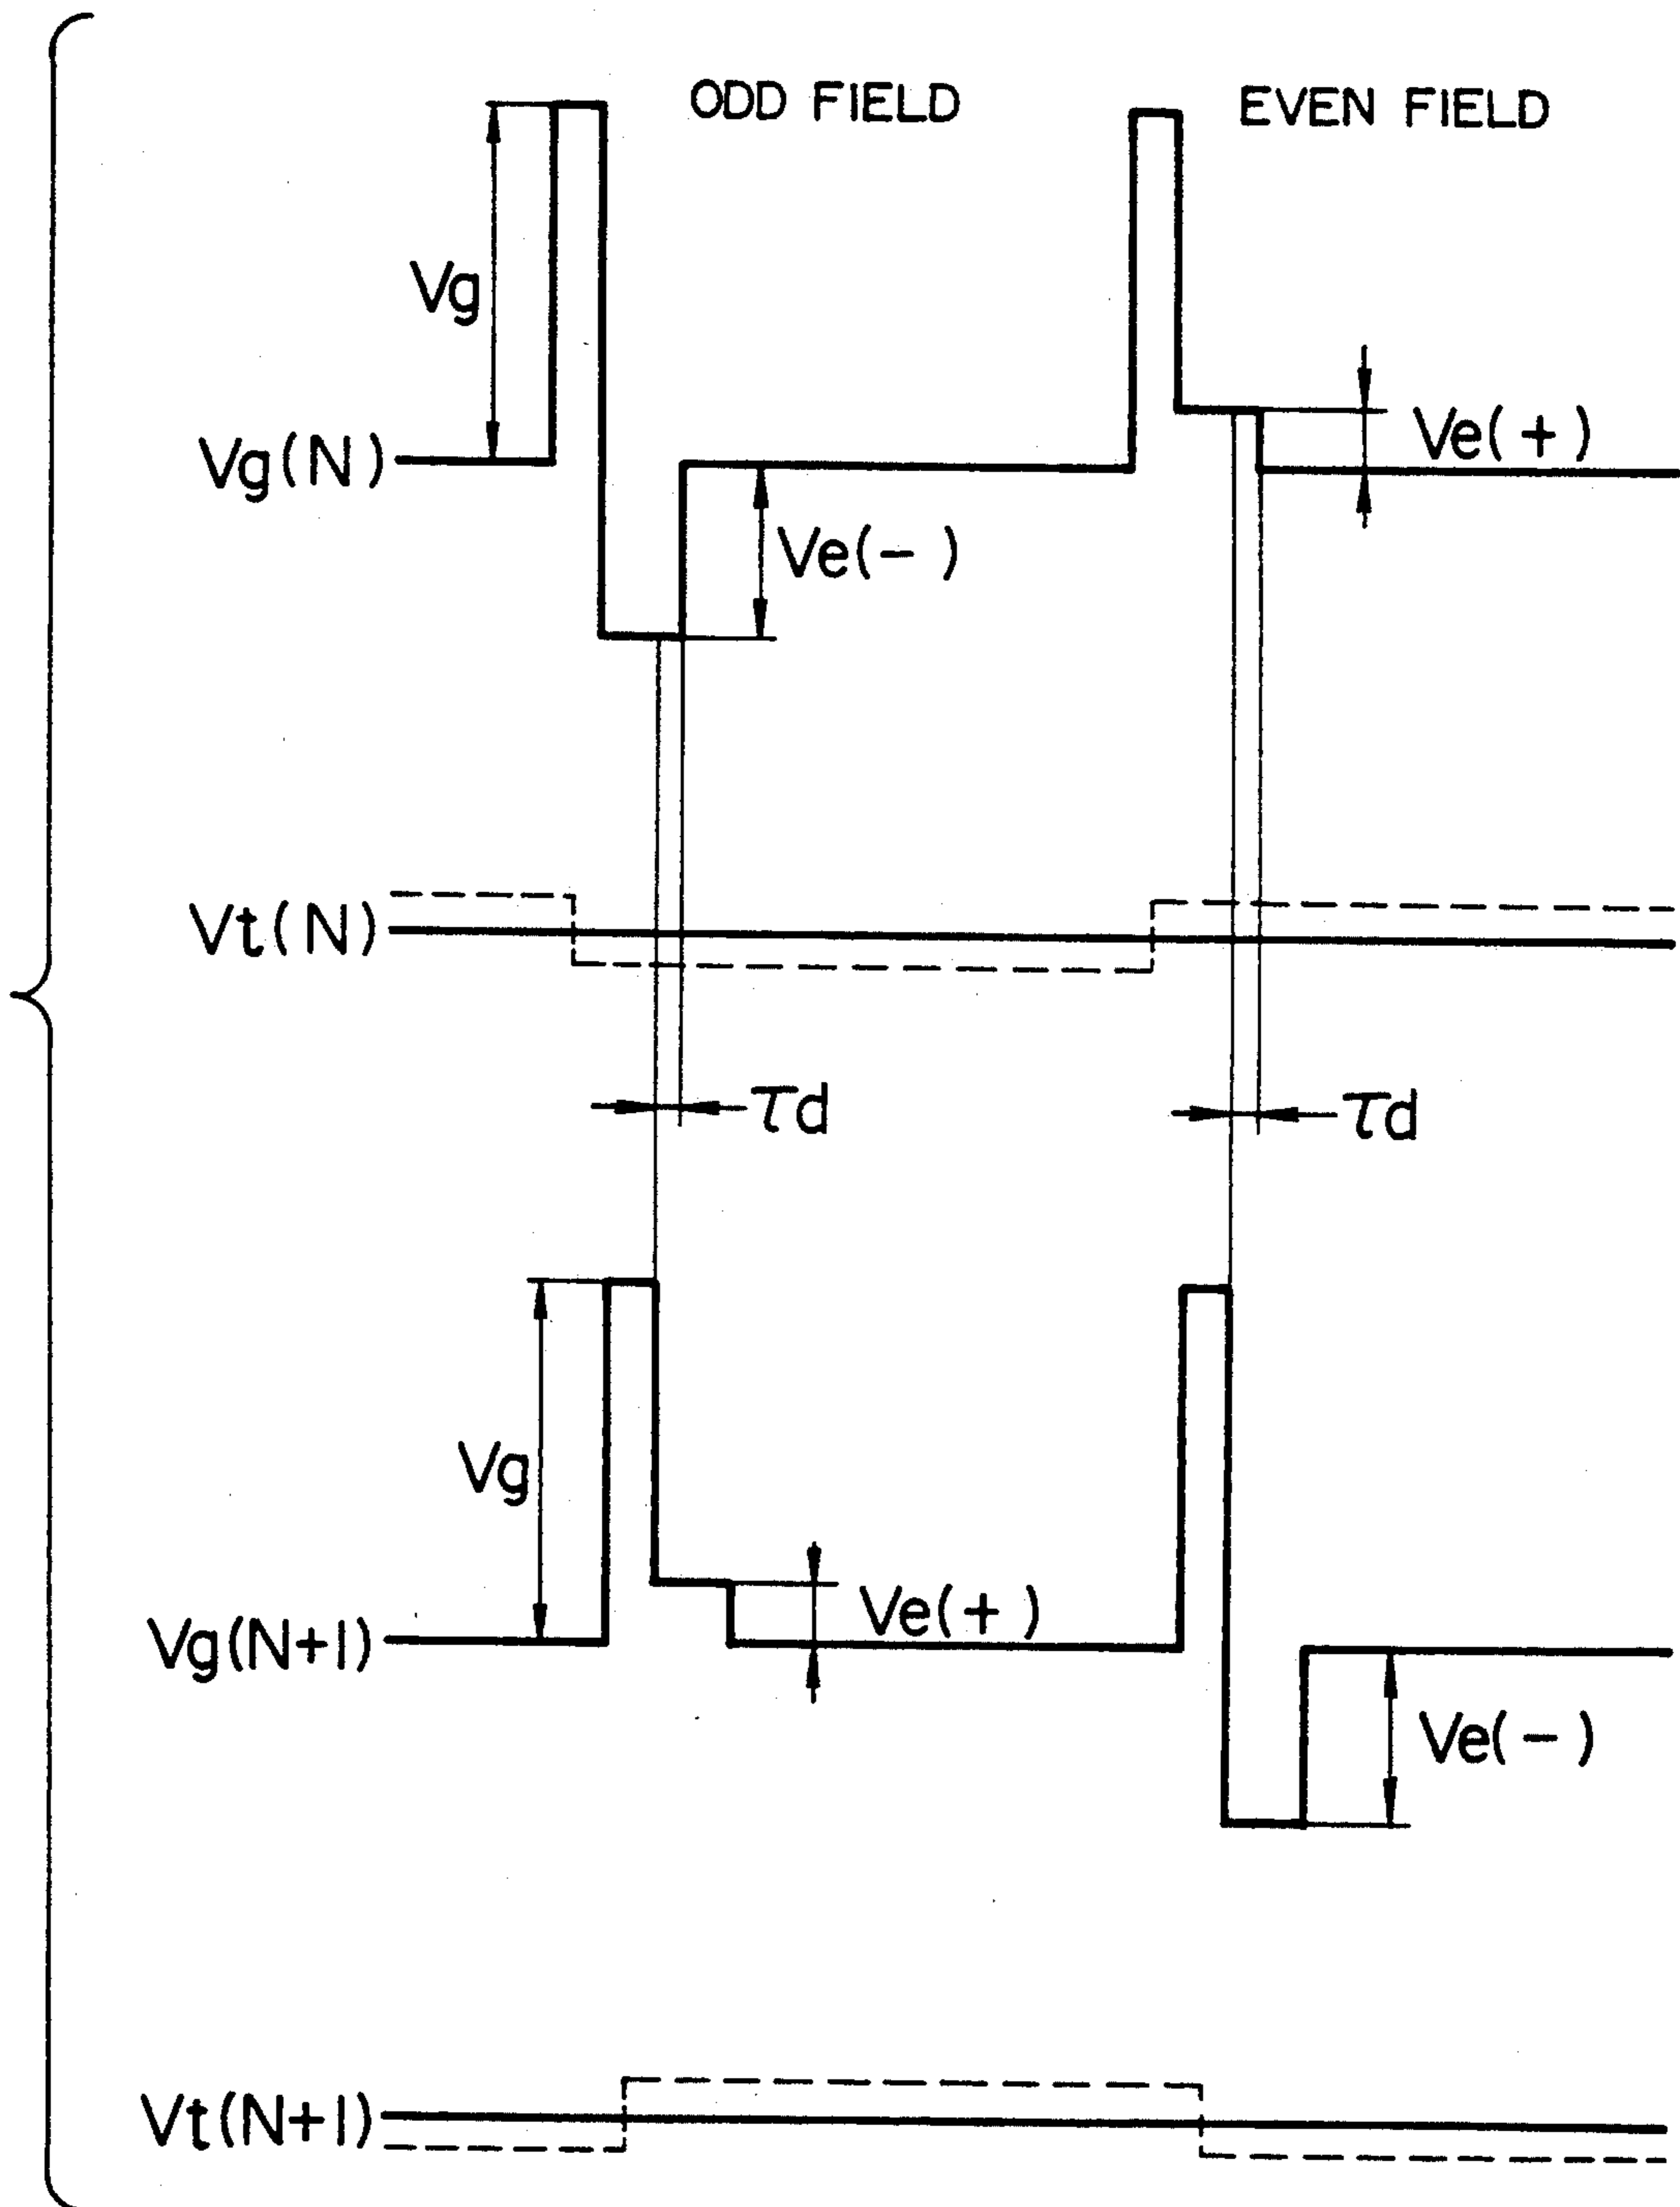 ODD FIELD
EVEN FIELD
Vg
Vg(N)
Ve(+)
Ve(-)
Vt(N)
τd
τd
Vg
Vg(N+1)
Ve(+)
Ve(-)
Vt(N+1)